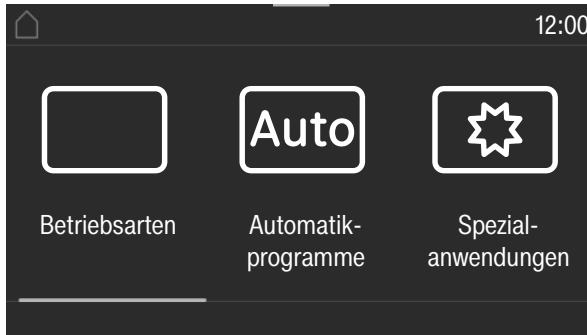 12:00
Auto
Betriebsarten
Automatik-
programme
Spezial-
anwendungen